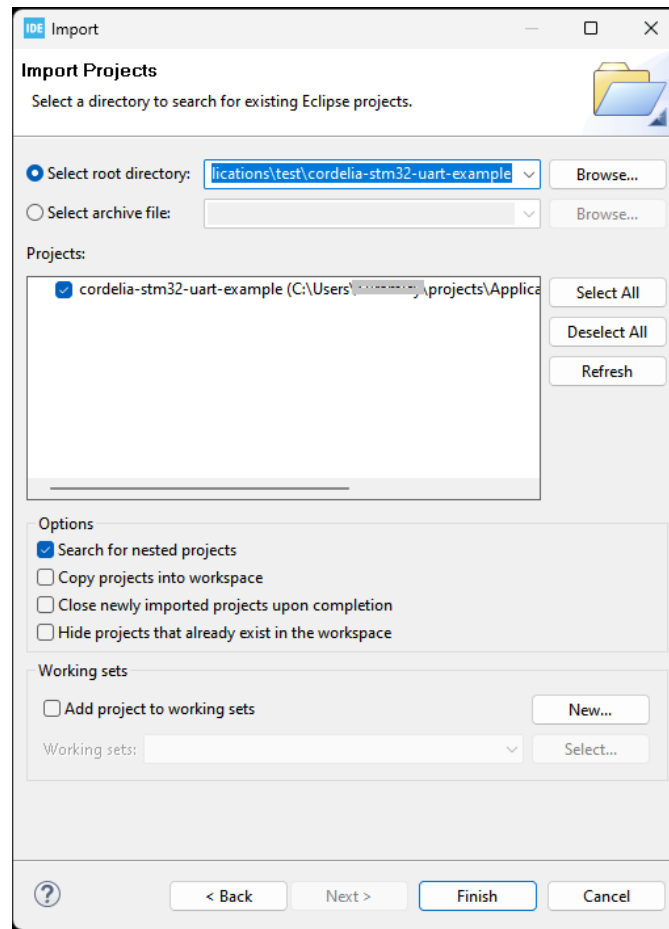 IDE Import
Import Projects
Select a directory to search for existing Eclipse projects.
Select root directory: lications\test\cordelia-stm32-uart-example Browse...
Select archive file: Browse...
Projects:
cordelia-stm32-uart-example (C:\Users\ \projects\Applica
Select All
Deselect All
Refresh
Options
Search for nested projects
Copy projects into workspace
Close newly imported projects upon completion
Hide projects that already exist in the workspace
Working sets
Add project to working sets New...
Working sets: Select...
? < Back Next > Finish Cancel